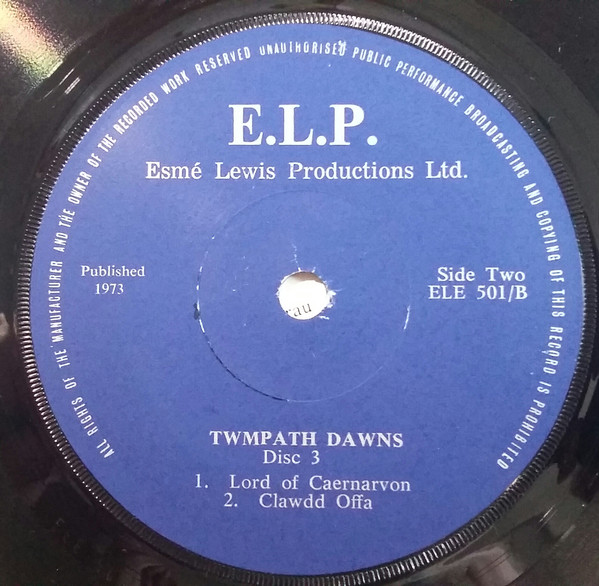 ALL RIGHTS OF THE MANUFACTURER AND THE OWNER OF THE RECORDED WORK RESERVED UNAUTHORISED PUBLIC PERFORMANCE BROADCASTING AND COPYING OF THIS RECORD IS PROHIBITED
E.L.P.
Esmé Lewis Productions Ltd.
Published
1973
Side Two
ELE 501/B
TWMPATH DAWNS
Disc 3
1. Lord of Caernarvon
2. Clawdd Offa